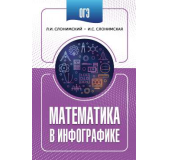 ОГЭ
Л.И. СЛОНИМСКИЙ • И.С. СЛОНИМСКАЯ
МАТЕМАТИКА
В ИНФОГРАФИКЕ